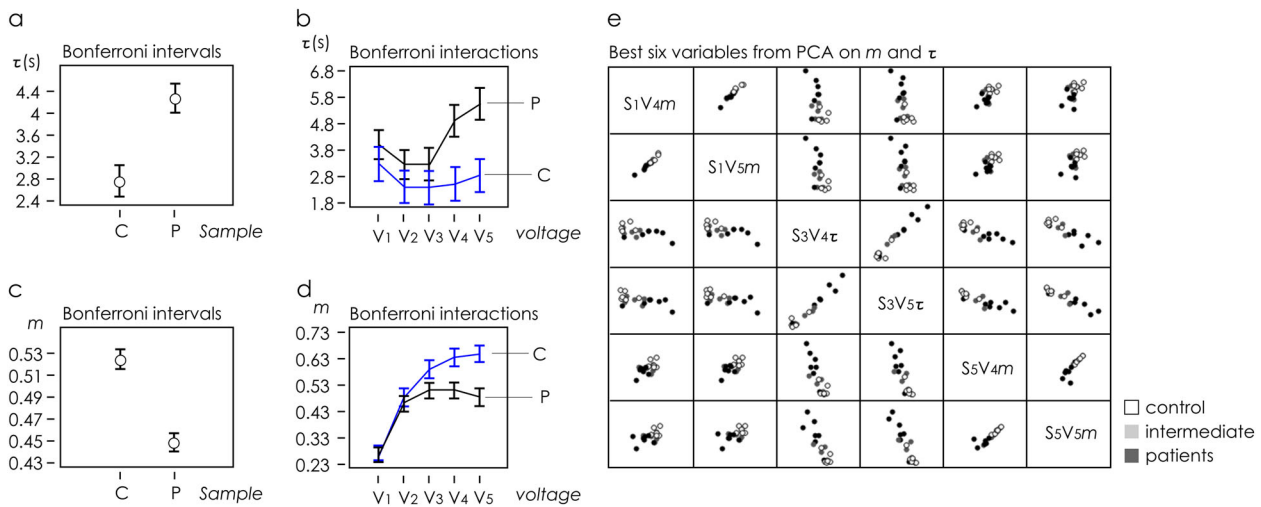 a
Bonferroni intervals
τ(s)
4.4
4
3.6
3.2
2.8
2.4
C P Sample
b
τ(s)
Bonferroni interactions
6.8
5.8
4.8
3.8
2.8
1.8
P
C
V1 V2 V3 V4 V5 voltage
c
Bonferroni intervals
m
0.53
0.51
0.49
0.47
0.45
0.43
C P Sample
d
m
Bonferroni interactions
0.73
0.63
0.53
0.43
0.33
0.23
C
P
V1 V2 V3 V4 V5 voltage
e
Best six variables from PCA on m and τ
S1V4m
S1V5m
S3V4τ
S3V5τ
S5V4m
S5V5m
control
intermediate
patients